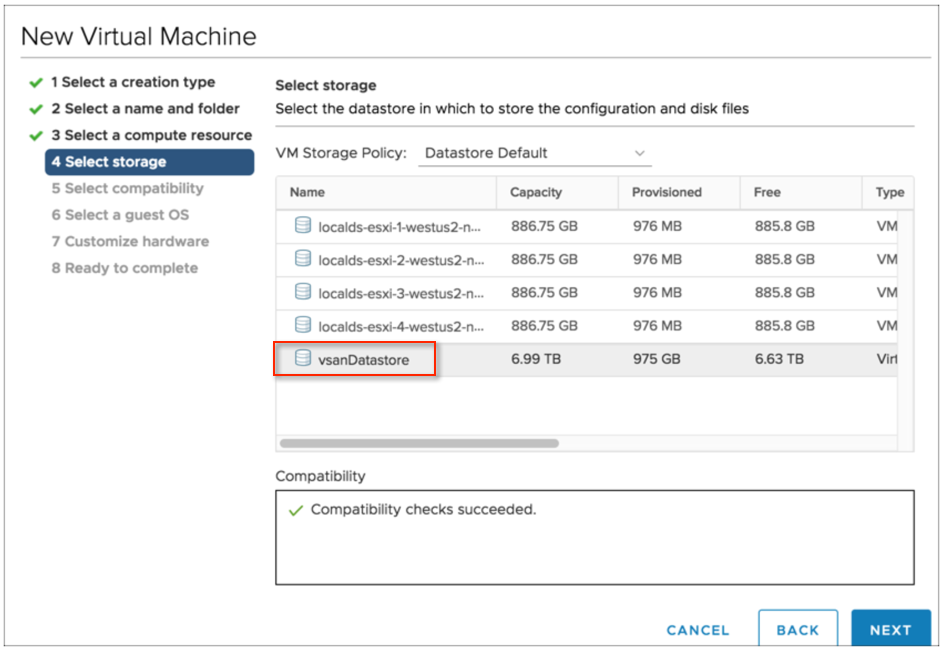 New Virtual Machine
1 Select a creation type
2 Select a name and folder
3 Select a compute resource
4 Select storage
5 Select compatibility
6 Select a guest OS
7 Customize hardware
8 Ready to complete
Select storage
Select the datastore in which to store the configuration and disk files
VM Storage Policy: Datastore Default
Name Capacity Provisioned Free Type
localds-esxi-1-westus2-n... 886.75 GB 976 MB 885.8 GB VM
localds-esxi-2-westus2-n... 886.75 GB 976 MB 885.8 GB VM
localds-esxi-3-westus2-n... 886.75 GB 976 MB 885.8 GB VM
localds-esxi-4-westus2-n... 886.75 GB 976 MB 885.8 GB VM
vsanDatastore 6.99 TB 975 GB 6.63 TB Virt
Compatibility
Compatibility checks succeeded.
CANCEL BACK NEXT